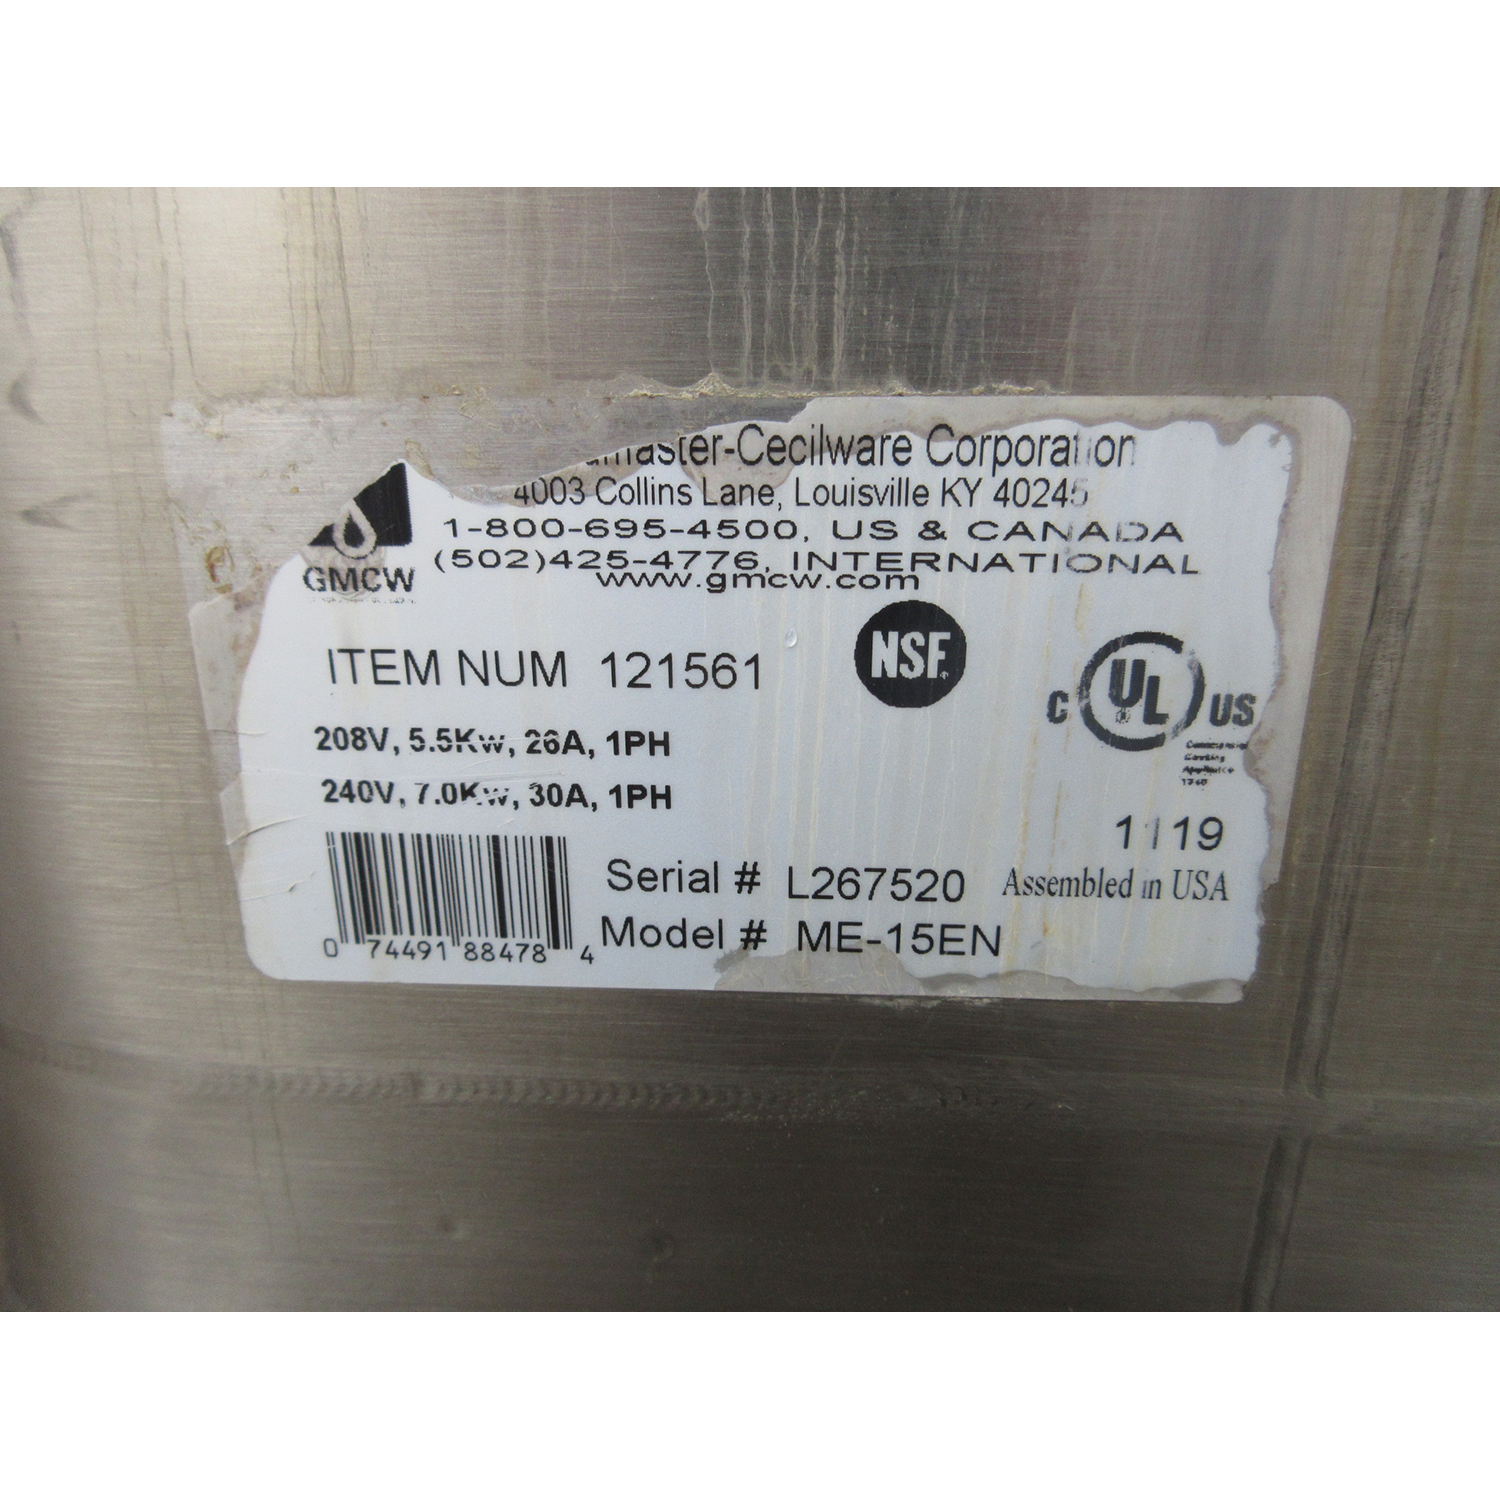 Cecilware Corporation
4003 Collins Lane, Louisville KY 40245
1-800-695-4500, US & CANADA
(502)425-4776, INTERNATIONAL
www.gmcw.com
GMCW
ITEM NUM 121561
NSF.
C UL US
208V, 5.5Kw, 26A, 1PH
240V, 7.0Kw, 30A, 1PH
1119
Serial # L267520 Assembled in USA
Model # ME-15EN
0 74491 88478 4